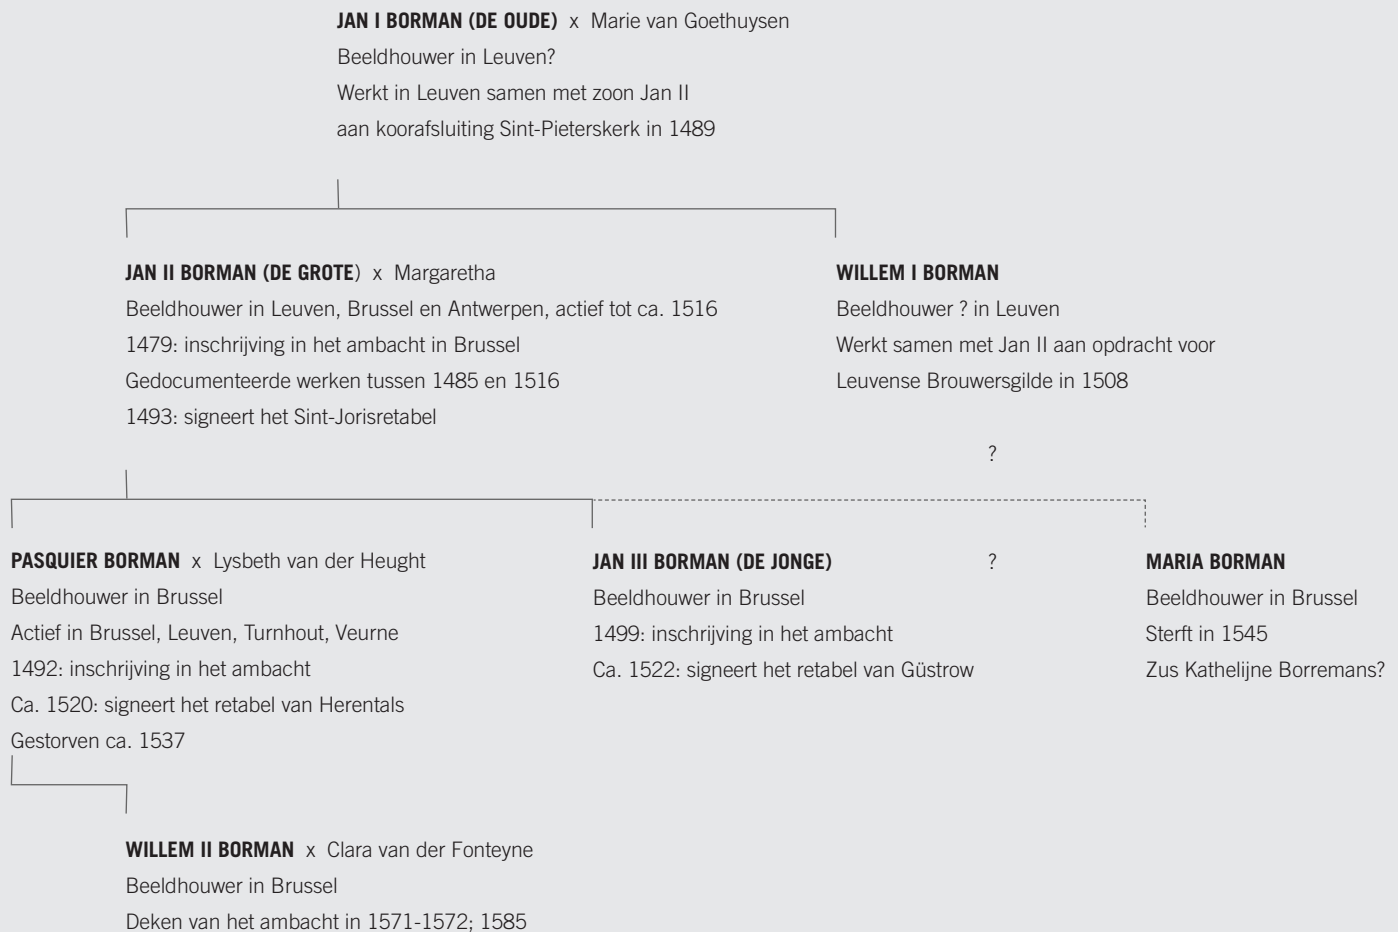 JAN I BORMAN (DE OUDE) x Marie van Goethuysen
Beeldhouwer in Leuven?
Werkt in Leuven samen met zoon Jan II
aan koorafsluiting Sint-Pieterskerk in 1489
JAN II BORMAN (DE GROTE) x Margaretha
Beeldhouwer in Leuven, Brussel en Antwerpen, actief tot ca. 1516
1479: inschrijving in het ambacht in Brussel
Gedocumenteerde werken tussen 1485 en 1516
1493: signeert het Sint-Jorisretabel
WILLEM I BORMAN
Beeldhouwer ? in Leuven
Werkt samen met Jan II aan opdracht voor
Leuvense Brouwersgilde in 1508
?
PASQUIER BORMAN x Lysbeth van der Heught
Beeldhouwer in Brussel
Actief in Brussel, Leuven, Turnhout, Veurne
1492: inschrijving in het ambacht
Ca. 1520: signeert het retabel van Herentals
Gestorven ca. 1537
JAN III BORMAN (DE JONGE)
Beeldhouwer in Brussel
1499: inschrijving in het ambacht
Ca. 1522: signeert het retabel van Güstrow
?
MARIA BORMAN
Beeldhouwer in Brussel
Sterft in 1545
Zus Kathelijne Borremans?
WILLEM II BORMAN x Clara van der Fonteyne
Beeldhouwer in Brussel
Deken van het ambacht in 1571-1572; 1585